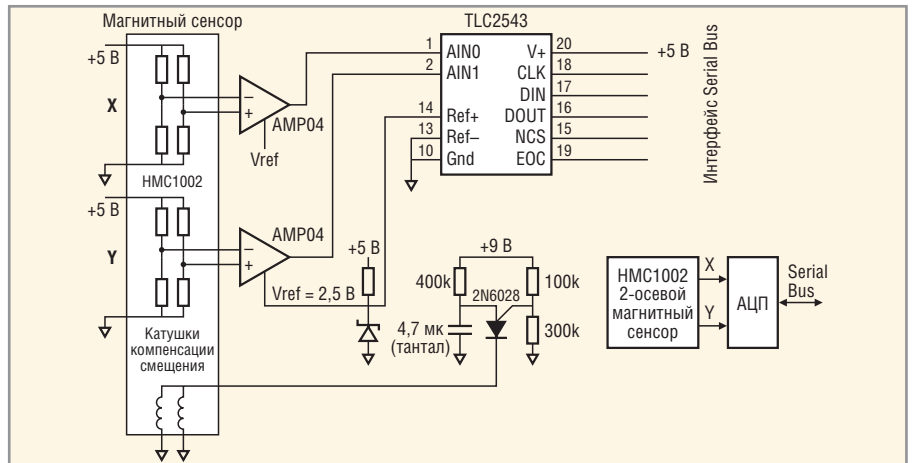 Магнитный сенсор
+5 В
X
HMC1002
+5 В
Y
Катушки
компенсации
смещения
AMP04
Vref
AMP04
Vref = 2,5 В
– +
– +
TLC2543
1 AIN0 V+ 20 +5 В
2 AIN1 CLK 18
DIN 17
14 Ref+ DOUT 16
13 Ref– NCS 15
10 Gnd EOC 19
Интерфейс Serial Bus
+5 В
+9 В
400k
2N6028
100k
4,7 мк
(тантал)
300k
HMC1002
2-осевой
магнитный
сенсор
X
Y
АЦП
Serial
Bus